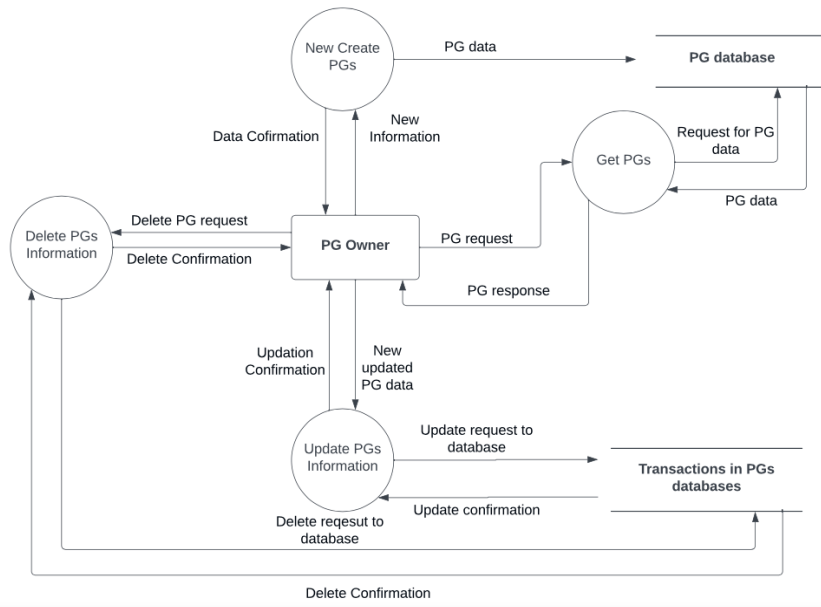 New Create
PGs
PG data
PG database
Data Cofirmation
New
Information
Request for PG
data
Get PGs
PG data
Delete PG request
Delete PGs
Information
Delete Confirmation
PG Owner
PG request
PG response
Updation
Confirmation
New
updated
PG data
Update PGs
Information
Update request to
database
Transactions in PGs
databases
Update confirmation
Delete reqesut to
database
Delete Confirmation